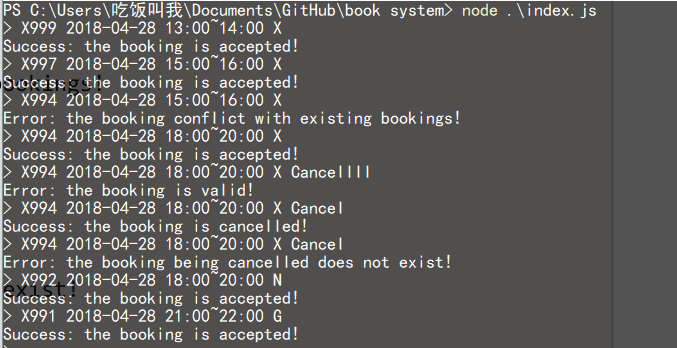 PS C:\Users\吃饭叫我\Documents\GitHub\book system> node .\index.js
> X999 2018-04-28 13:00~14:00 X
Success: the booking is accepted!
> X997 2018-04-28 15:00~16:00 X
Success: the booking is accepted!
> X994 2018-04-28 15:00~16:00 X
Error: the booking conflict with existing bookings!
> X994 2018-04-28 18:00~20:00 X
Success: the booking is accepted!
> X994 2018-04-28 18:00~20:00 X Cancellll
Error: the booking is valid!
> X994 2018-04-28 18:00~20:00 X Cancel
Success: the booking is cancelled!
> X994 2018-04-28 18:00~20:00 X Cancel
Error: the booking being cancelled does not exist!
> X992 2018-04-28 18:00~20:00 N
Success: the booking is accepted!
> X991 2018-04-28 21:00~22:00 G
Success: the booking is accepted!